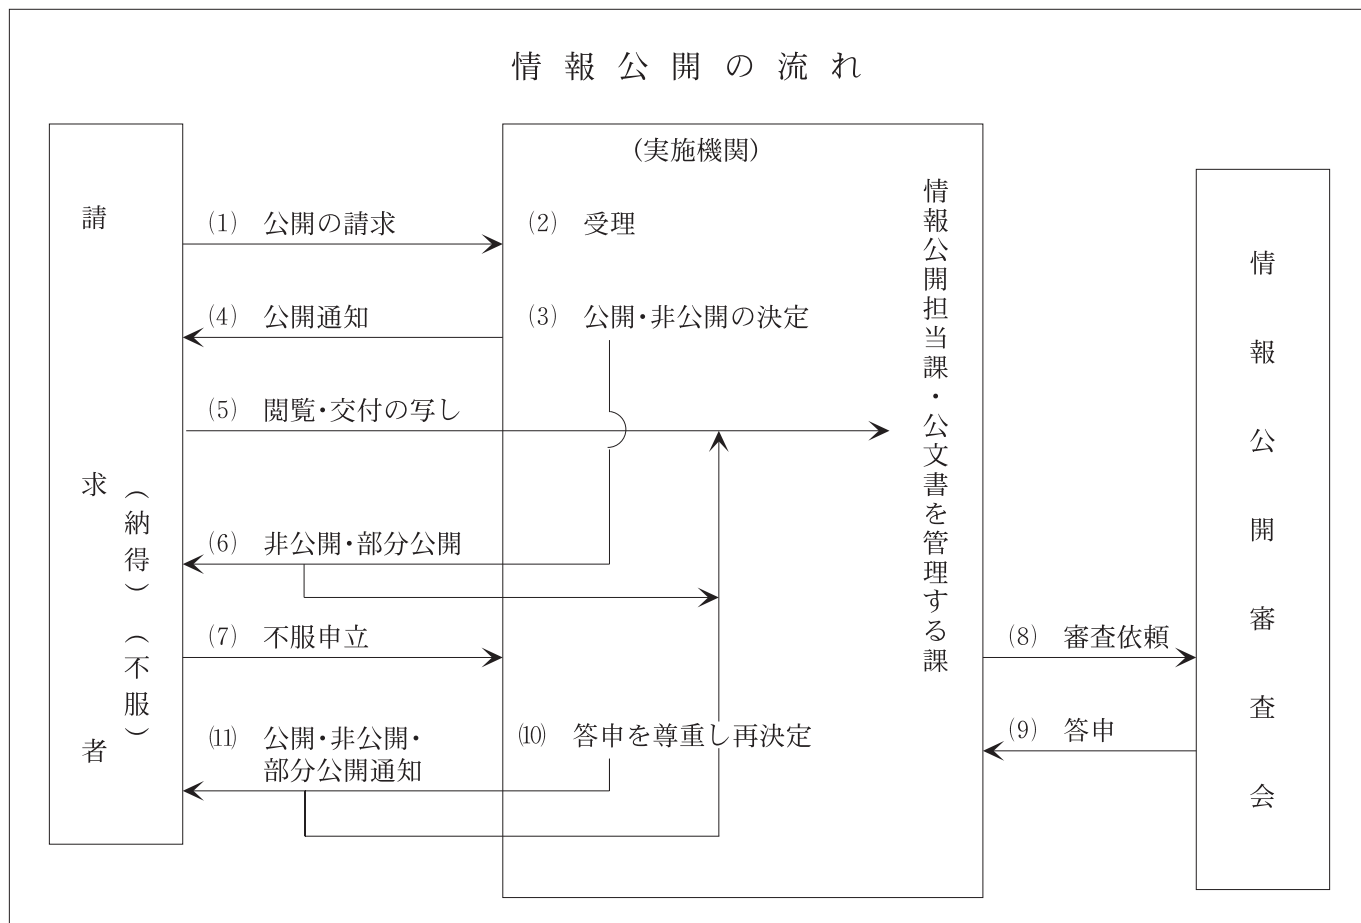 情報公開の流れ
請求者
(納得)
(不服)
(実施機関)
(1) 公開の請求
(2) 受理
(3) 公開・非公開の決定
(4) 公開通知
(5) 閲覧・交付の写し
(6) 非公開・部分公開
(7) 不服申立
(8) 審査依頼
(9) 答申
(10) 答申を尊重し再決定
(11) 公開・非公開・
部分公開通知
情報公開担当課・公文書を管理する課
情報公開審査会